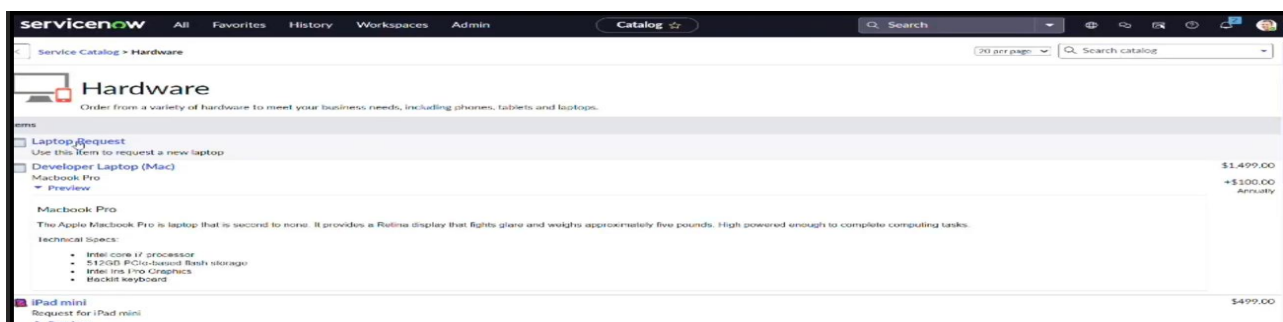 servicenow All Favorites History Workspaces Admin Catalog Search
Service Catalog > Hardware 20 per page Search catalog
Hardware
Order from a variety of hardware to meet your business needs, including phones, tablets and laptops.
ems
Laptop Request
Use this item to request a new laptop
Developer Laptop (Mac) $1,499.00
Macbook Pro +$100.00
Preview Annually
Macbook Pro
The Apple Macbook Pro is laptop that is second to none. It provides a Retina display that fights glare and weighs approximately five pounds. High powered enough to complete computing tasks.
Technical Specs:
Intel core i7 processor
512GB PCIe-based flash storage
Intel Iris Pro Graphics
Backlit keyboard
iPad mini $499.00
Request for iPad mini